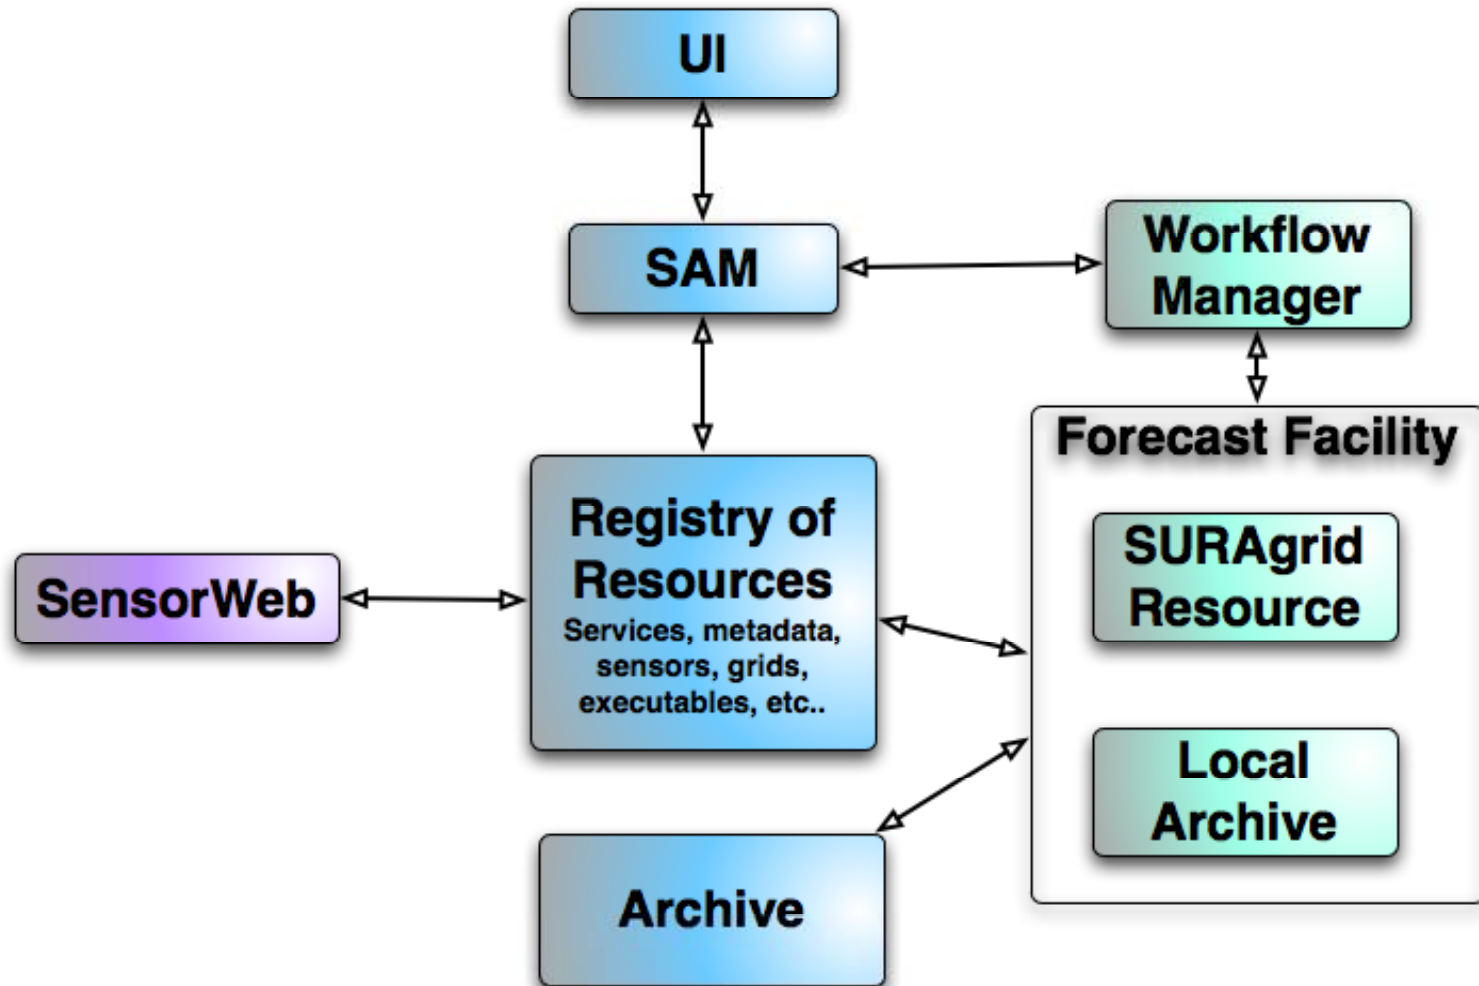 UI
SAM
Workflow
Manager
Forecast Facility
Registry of
Resources
Services, metadata,
sensors, grids,
executables, etc..
SensorWeb
SURAgrid
Resource
Local
Archive
Archive